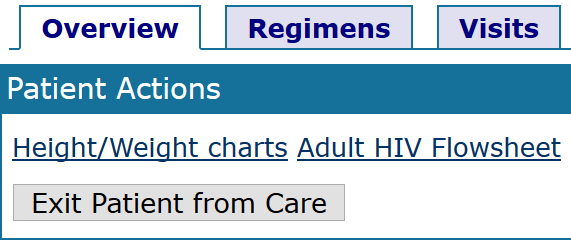 Overview Regimens Visits
Patient Actions
Height/Weight charts Adult HIV Flowsheet
Exit Patient from Care